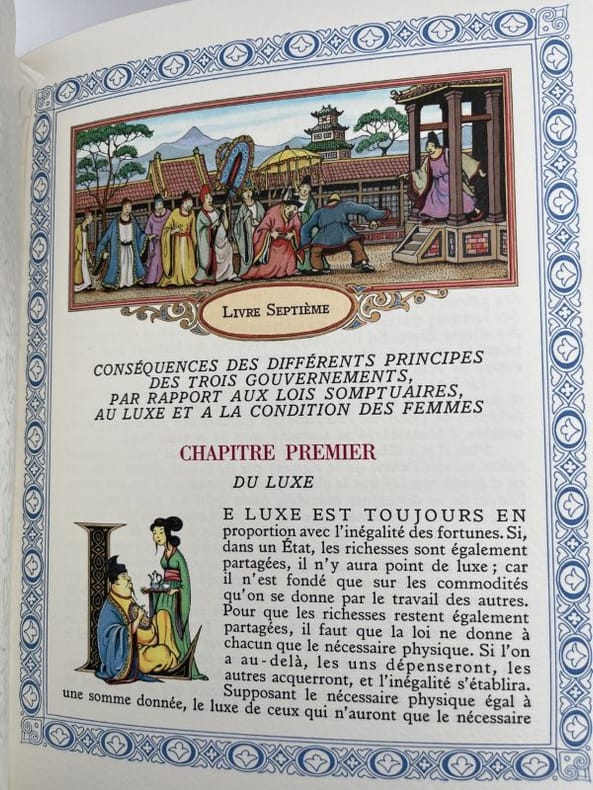 LIVRE SEPTIÈME
CONSÉQUENCES DES DIFFÉRENTS PRINCIPES
DES TROIS GOUVERNEMENTS,
PAR RAPPORT AUX LOIS SOMPTUAIRES,
AU LUXE ET A LA CONDITION DES FEMMES
CHAPITRE PREMIER
DU LUXE
LE LUXE EST TOUJOURS EN
proportion avec l'inégalité des fortunes. Si,
dans un État, les richesses sont également
partagées, il n'y aura point de luxe ; car
il n'est fondé que sur les commodités
qu'on se donne par le travail des autres.
Pour que les richesses restent également
partagées, il faut que la loi ne donne à
chacun que le nécessaire physique. Si l'on
a au-delà, les uns dépenseront, les
autres acquerront, et l'inégalité s'établira.
Supposant le nécessaire physique égal à
une somme donnée, le luxe de ceux qui n'auront que le nécessaire